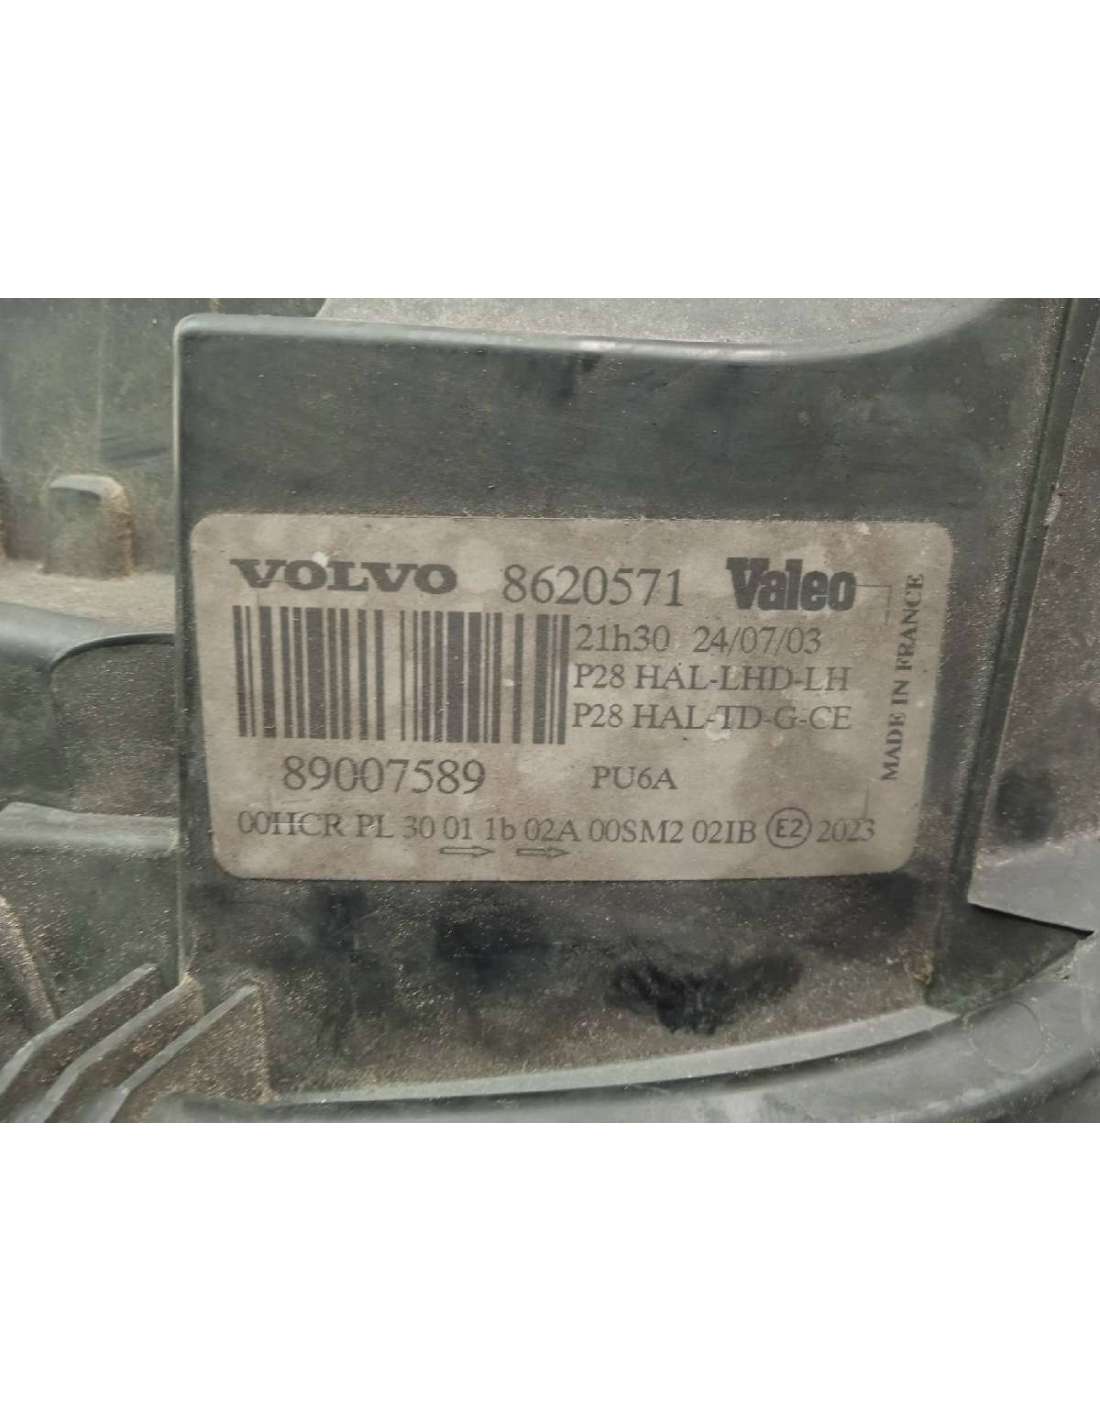 VOLVO 8620571 Valeo
21h30 24/07/03
P28 HAL-LHD-LH
P28 HAL-TD-G-CE
MADE IN FRANCE
89007589 PU6A
00HCR PL 30 01 1b 02A 00SM2 02IB E2 2023